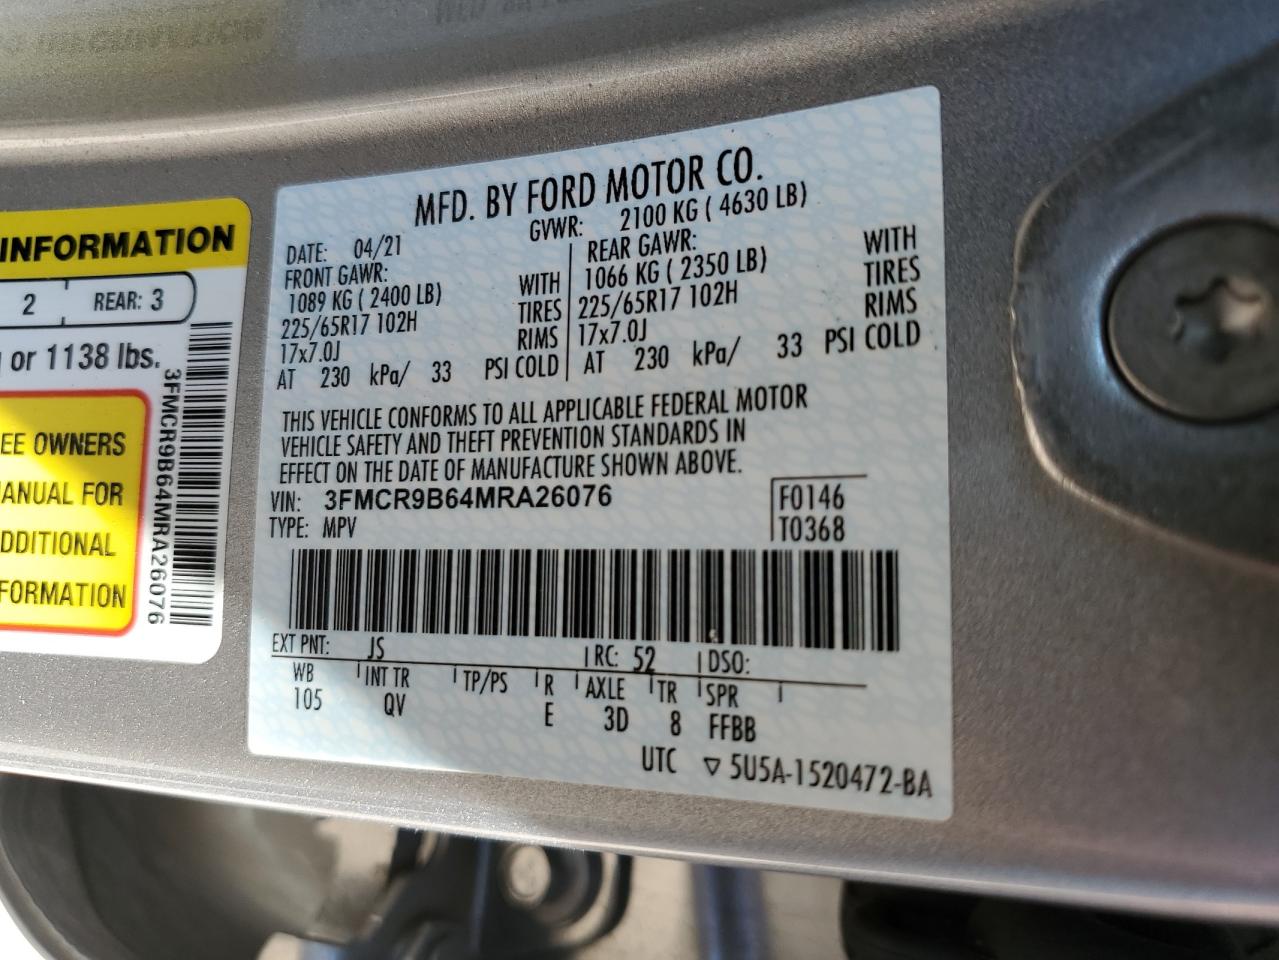 INFORMATION
2 REAR: 3
or 1138 lbs.
EE OWNERS
ANUAL FOR
DDITIONAL
FORMATION
3FMCR9B64MRA26076
MFD. BY FORD MOTOR CO.
DATE: 04/21 GVWR: 2100 KG ( 4630 LB)
FRONT GAWR:
1089 KG ( 2400 LB) WITH
225/65R17 102H TIRES
17x7.0J RIMS
AT 230 kPa/ 33 PSI COLD
REAR GAWR: WITH
1066 KG ( 2350 LB) TIRES
225/65R17 102H RIMS
17x7.0J
AT 230 kPa/ 33 PSI COLD
THIS VEHICLE CONFORMS TO ALL APPLICABLE FEDERAL MOTOR
VEHICLE SAFETY AND THEFT PREVENTION STANDARDS IN
EFFECT ON THE DATE OF MANUFACTURE SHOWN ABOVE.
VIN: 3FMCR9B64MRA26076 F0146
TYPE: MPV T0368
EXT PNT: JS RC: 52 DSO:
WB INT TR TP/PS R AXLE TR SPR
105 QV E 3D 8 FFBB
UTC ▽ 5U5A-1520472-BA